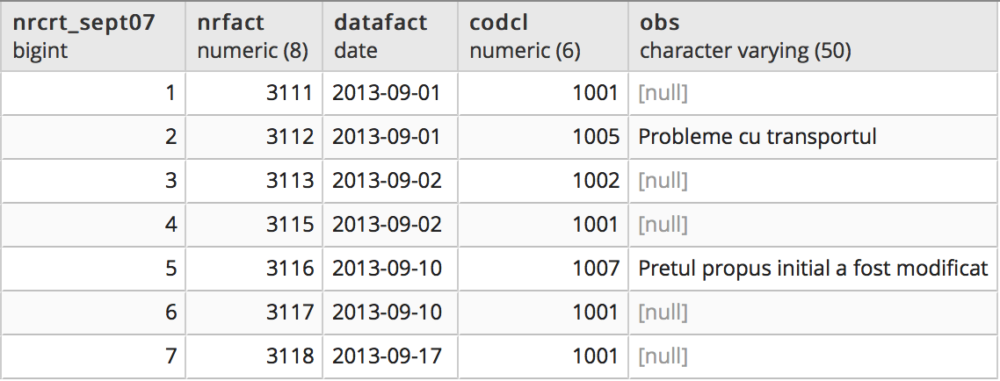 nrcrt_sept07 nrfact datafact codcl obs
bigint numeric (8) date numeric (6) character varying (50)
1 3111 2013-09-01 1001 [null]
2 3112 2013-09-01 1005 Probleme cu transportul
3 3113 2013-09-02 1002 [null]
4 3115 2013-09-02 1001 [null]
5 3116 2013-09-10 1007 Pretul propus initial a fost modificat
6 3117 2013-09-10 1001 [null]
7 3118 2013-09-17 1001 [null]